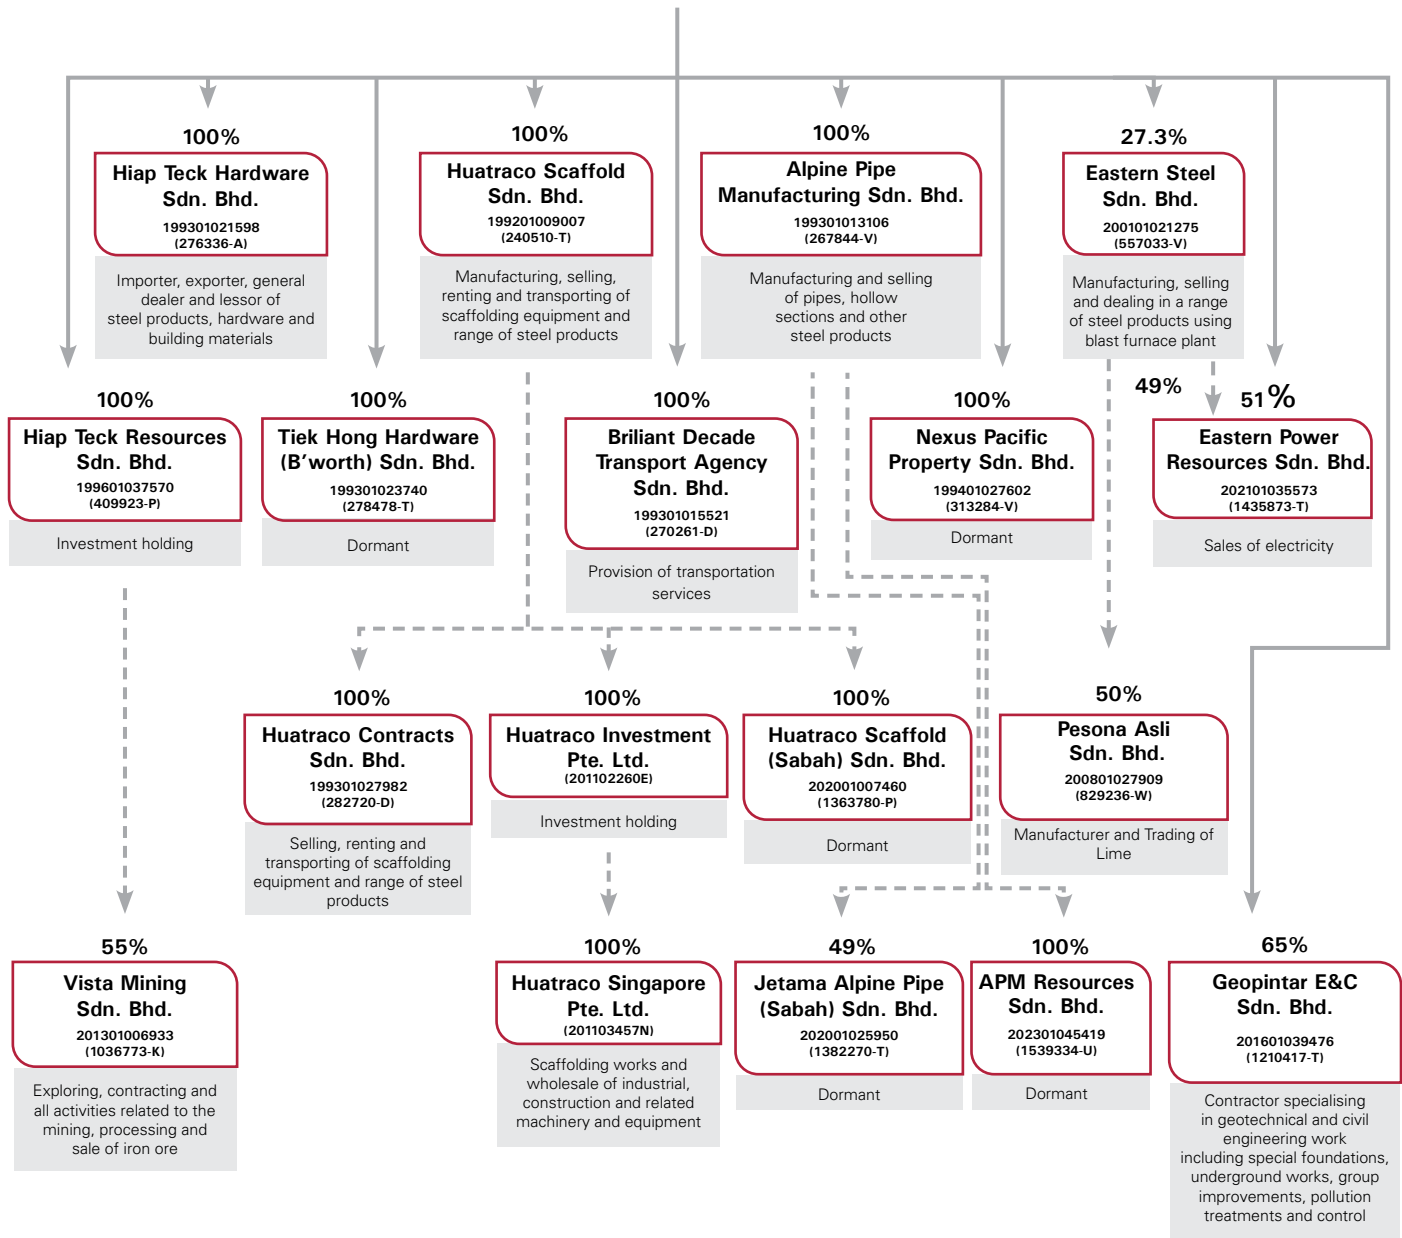 100%
Hiap Teck Hardware
Sdn. Bhd.
199301021598
(276336-A)
Importer, exporter, general
dealer and lessor of
steel products, hardware and
building materials
100%
Huatraco Scaffold
Sdn. Bhd.
199201009007
(240510-T)
Manufacturing, selling,
renting and transporting of
scaffolding equipment and
range of steel products
100%
Alpine Pipe
Manufacturing Sdn. Bhd.
199301013106
(267844-V)
Manufacturing and selling
of pipes, hollow
sections and other
steel products
27.3%
Eastern Steel
Sdn. Bhd.
200101021275
(557033-V)
Manufacturing, selling
and dealing in a range
of steel products using
blast furnace plant
100%
Hiap Teck Resources
Sdn. Bhd.
199601037570
(409923-P)
Investment holding
100%
Tiek Hong Hardware
(B’worth) Sdn. Bhd.
199301023740
(278478-T)
Dormant
100%
Briliant Decade
Transport Agency
Sdn. Bhd.
199301015521
(270261-D)
Provision of transportation
services
100%
Nexus Pacific
Property Sdn. Bhd.
199401027602
(313284-V)
Dormant
49%
51%
Eastern Power
Resources Sdn. Bhd.
202101035573
(1435873-T)
Sales of electricity
100%
Huatraco Contracts
Sdn. Bhd.
199301027982
(282720-D)
Selling, renting and
transporting of scaffolding
equipment and range of steel
products
100%
Huatraco Investment
Pte. Ltd.
(201102260E)
Investment holding
100%
Huatraco Scaffold
(Sabah) Sdn. Bhd.
202001007460
(1363780-P)
Dormant
50%
Pesona Asli
Sdn. Bhd.
200801027909
(829236-W)
Manufacturer and Trading of
Lime
55%
Vista Mining
Sdn. Bhd.
201301006933
(1036773-K)
Exploring, contracting and
all activities related to the
mining, processing and
sale of iron ore
100%
Huatraco Singapore
Pte. Ltd.
(201103457N)
Scaffolding works and
wholesale of industrial,
construction and related
machinery and equipment
49%
Jetama Alpine Pipe
(Sabah) Sdn. Bhd.
202001025950
(1382270-T)
Dormant
100%
APM Resources
Sdn. Bhd.
202301045419
(1539334-U)
Dormant
65%
Geopintar E&C
Sdn. Bhd.
201601039476
(1210417-T)
Contractor specialising
in geotechnical and civil
engineering work
including special foundations,
underground works, group
improvements, pollution
treatments and control